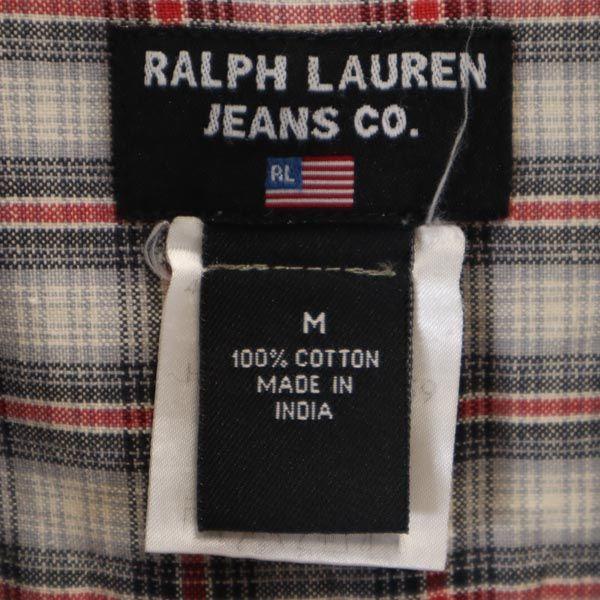 RALPH LAUREN
JEANS CO.
RL
M
100% COTTON
MADE IN
INDIA